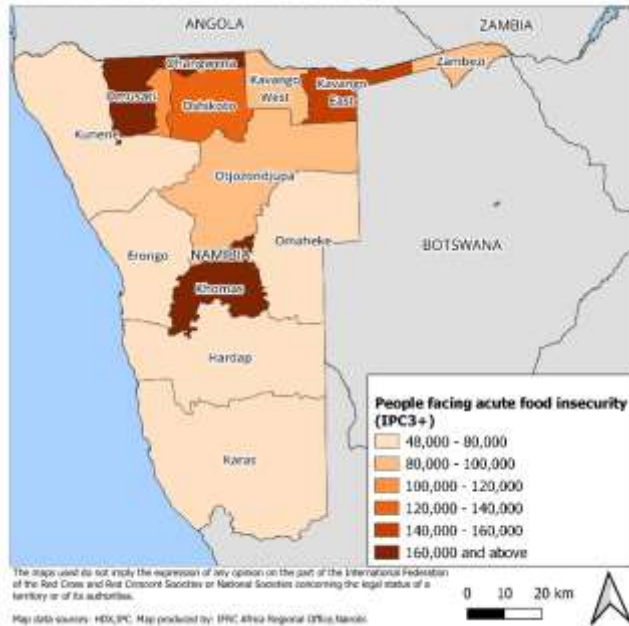 ANGOLA
ZAMBIA
Ohangwena
Zambezi
Omusati
Oshikoto
Kavango
West
Kavango
East
Kunene
Otjozondjupa
Omaheke
BOTSWANA
Erongo
NAMIBIA
Khomas
Hardap
Karas
People facing acute food insecurity
(IPC3+)
48,000 - 80,000
80,000 - 100,000
100,000 - 120,000
120,000 - 140,000
140,000 - 160,000
160,000 and above
The maps used do not imply the expression of any opinion on the part of the International Federation
of the Red Cross and Red Crescent Societies or National Societies concerning the legal status of a
territory or of its authorities.
0 10 20 km
Map data sources: HDX,IPC. Map produced by: IFRC Africa Regional Office,Nairobi.